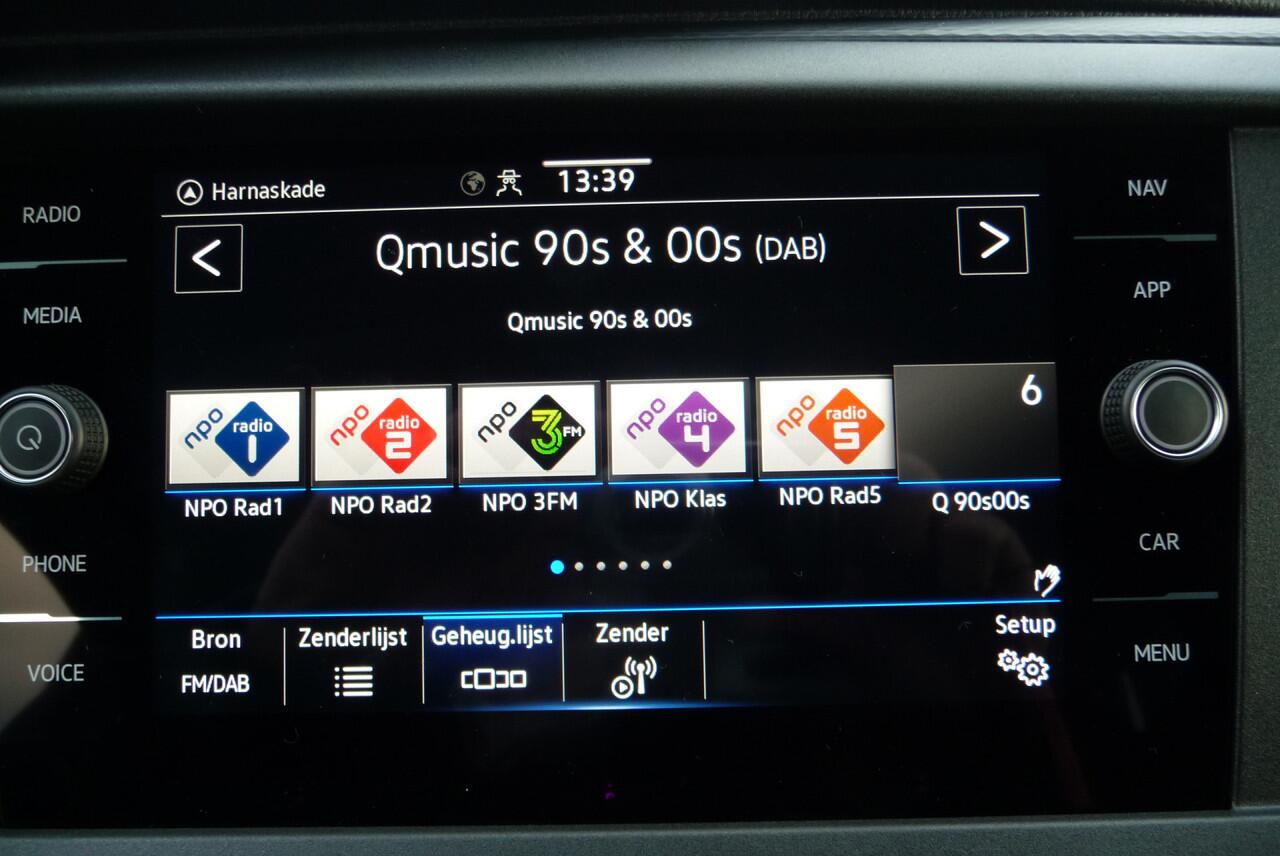 Harnaskade
13:39
RADIO
NAV
<
Qmusic 90s & 00s (DAB)
>
MEDIA
APP
Qmusic 90s & 00s
npo radio 1
npo radio 2
npo 3FM
npo radio 4
npo radio 5
6
NPO Rad1
NPO Rad2
NPO 3FM
NPO Klas
NPO Rad5
Q 90s00s
PHONE
CAR
Bron
Zenderlijst
Geheug.lijst
Zender
Setup
FM/DAB
VOICE
MENU